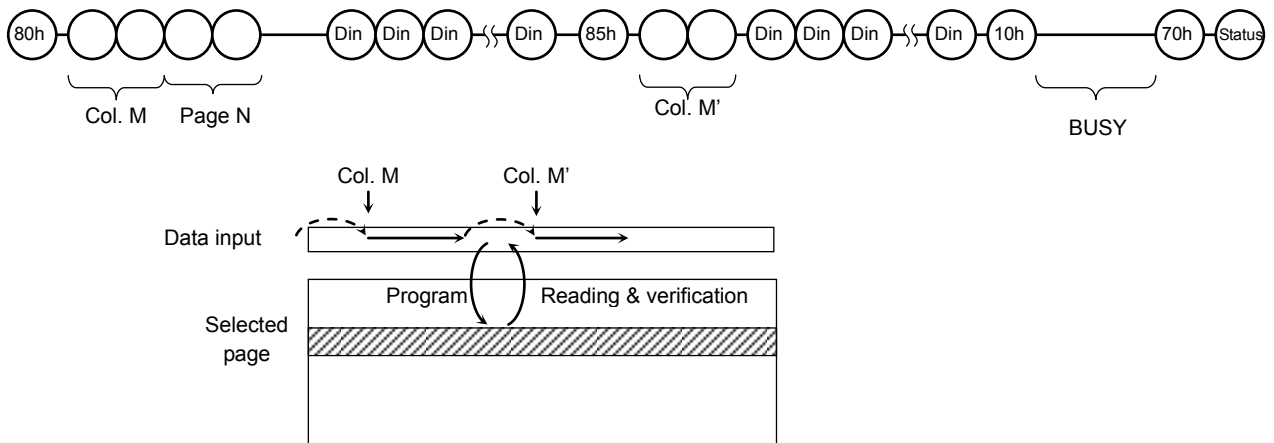 80h Din Din Din Din 85h Din Din Din Din 10h 70h Status
Col. M Page N Col. M’ BUSY
Col. M Col. M’
Data input
Program Reading & verification
Selected
page